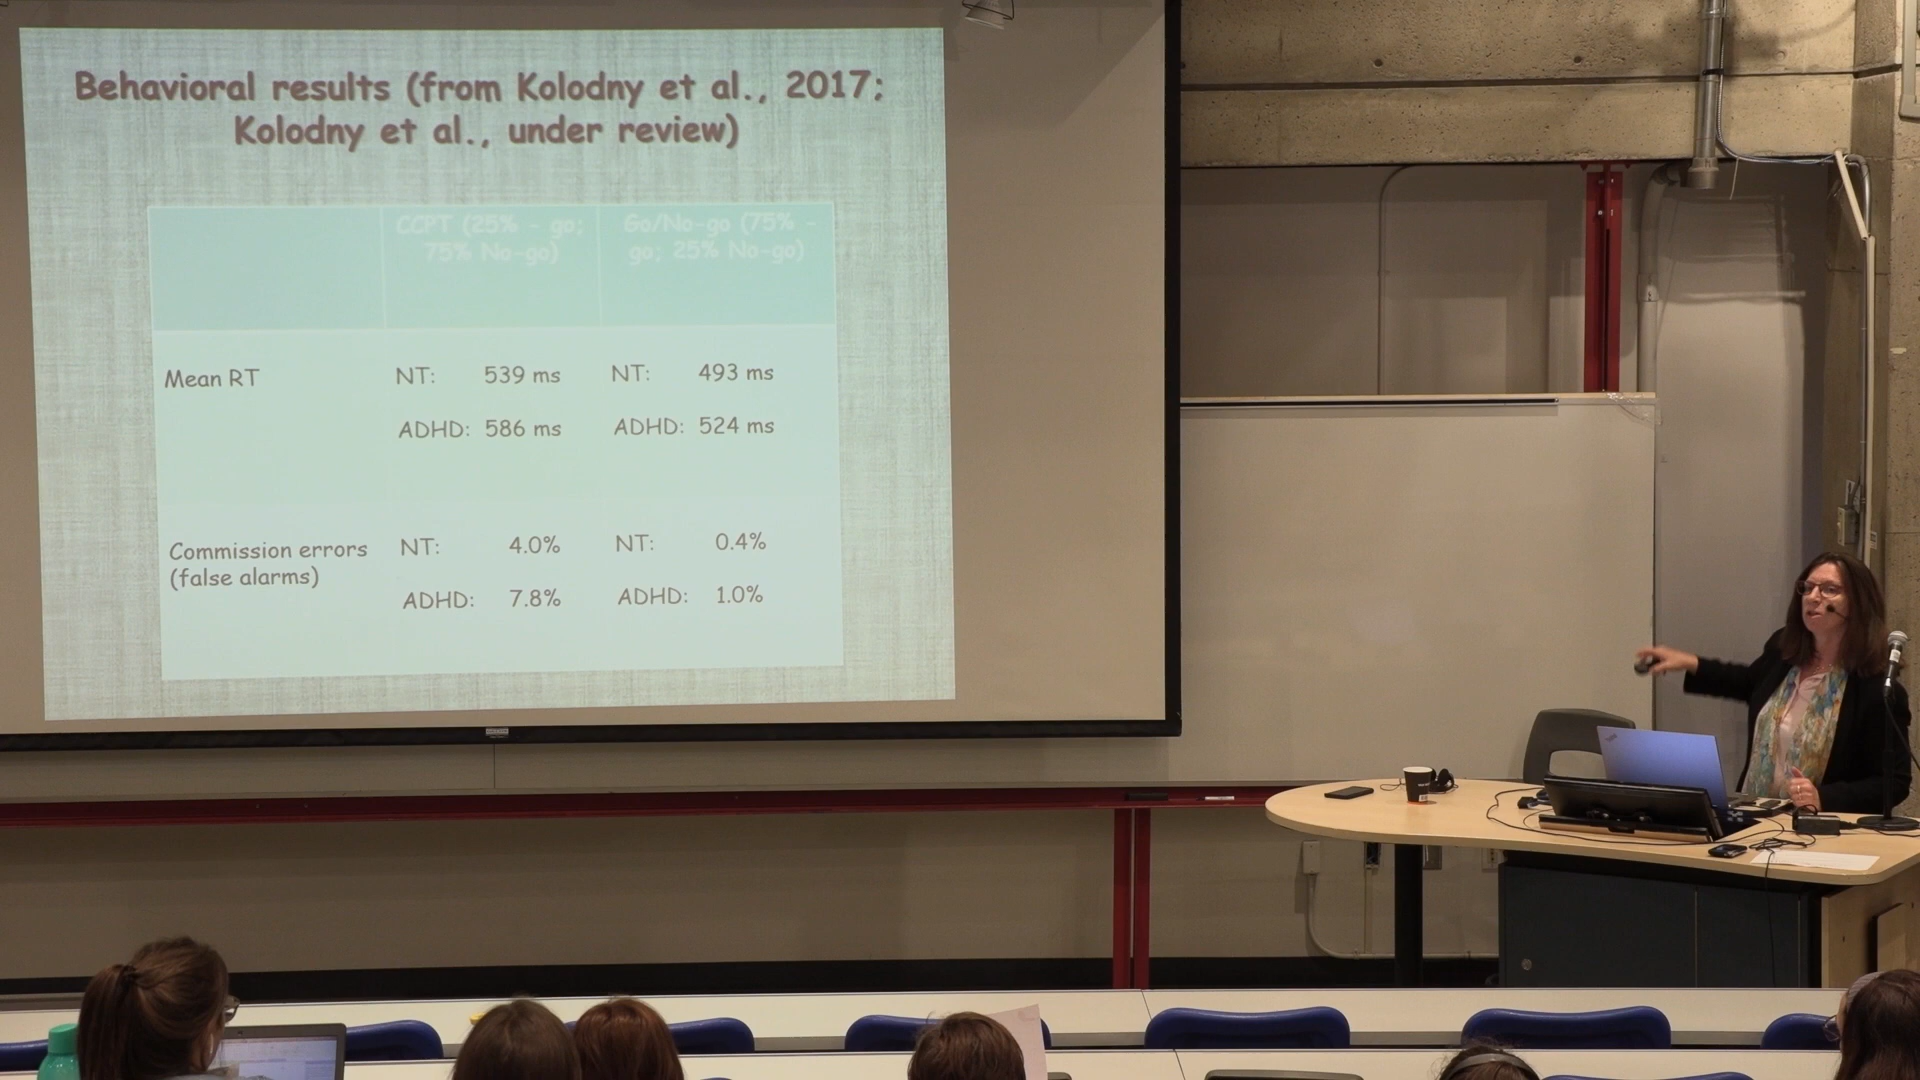 Behavioral results (from Kolodny et al., 2017;
Kolodny et al., under review)
CCPT (25% - go;
75% No-go)
Go/No-go (75% -
go; 25% No-go)
Mean RT
NT: 539 ms
ADHD: 586 ms
NT: 493 ms
ADHD: 524 ms
Commission errors
(false alarms)
NT: 4.0%
ADHD: 7.8%
NT: 0.4%
ADHD: 1.0%